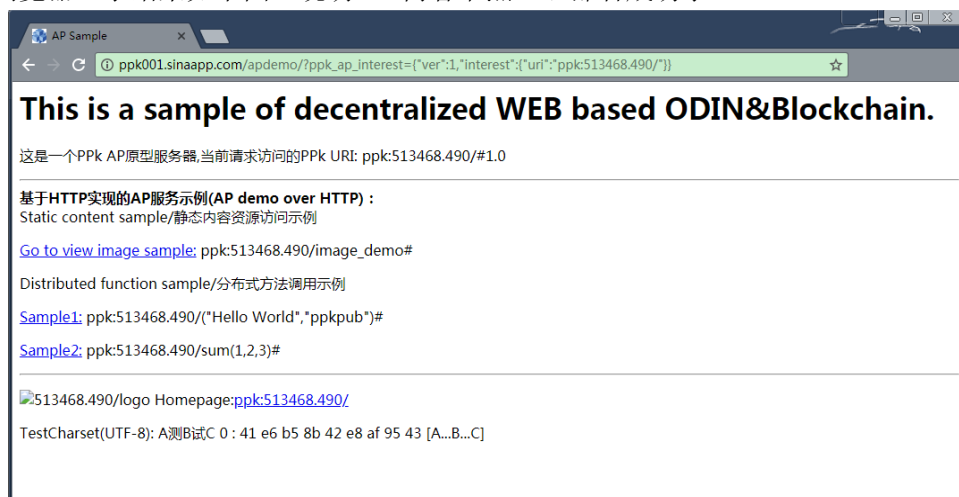 AP Sample
ppk001.sinaapp.com/apdemo/?ppk_ap_interest={"ver":1,"interest":{"uri":"ppk:513468.490/"}}
This is a sample of decentralized WEB based ODIN&Blockchain.
这是一个PPk AP原型服务器,当前请求访问的PPk URI: ppk:513468.490/#1.0
基于HTTP实现的AP服务示例(AP demo over HTTP)：
Static content sample/静态内容资源访问示例
Go to view image sample: ppk:513468.490/image_demo#
Distributed function sample/分布式方法调用示例
Sample1: ppk:513468.490/("Hello World","ppkpub")#
Sample2: ppk:513468.490/sum(1,2,3)#
513468.490/logo Homepage:ppk:513468.490/
TestCharset(UTF-8): A测B试C 0 : 41 e6 b5 8b 42 e8 af 95 43 [A...B...C]